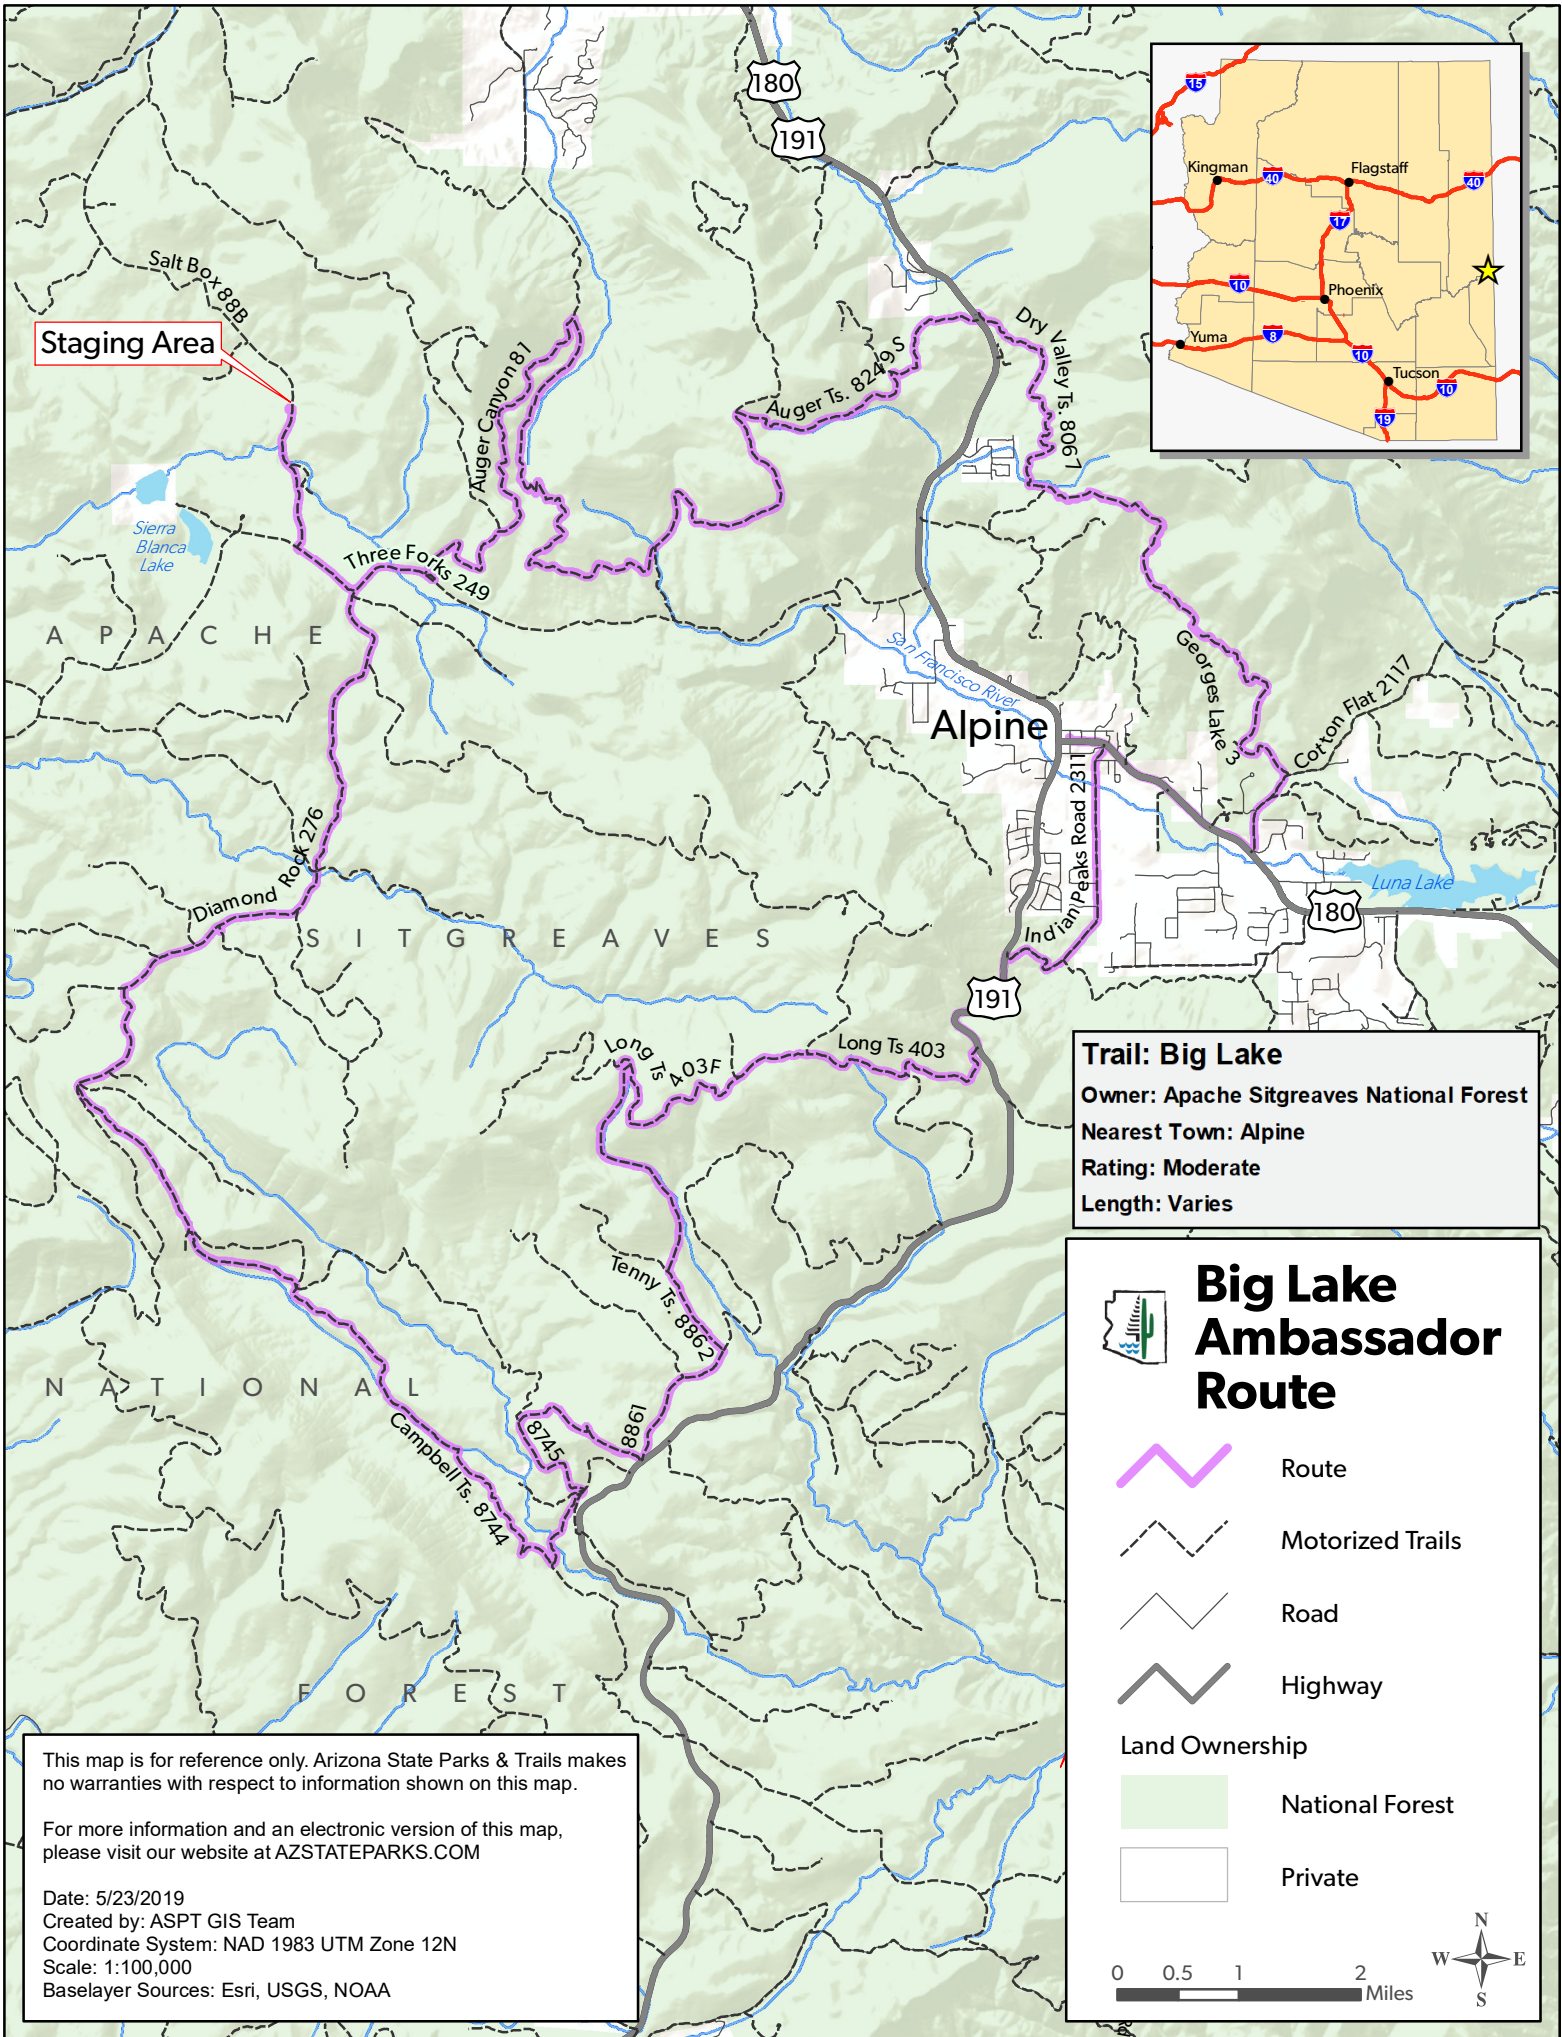 180
191
Salt Box 88B
Staging Area
Auger Canyon 81
Auger Ts. 8249 S
Dry Valley Ts. 8067
Sierra
Blanca
Lake
Three Forks 249
APACHE
San Francisco River
Alpine
Georges Lake 3
Cotton Flat 2117
Indian Peaks Road 2311
Luna Lake
180
Diamond Rock 276
SITGREAVES
191
Long Ts 403F
Long Ts 403
Tenny Ts. 8862
NATIONAL
8745
8861
Campbell Ts. 8744
FOREST
15
Kingman
40
Flagstaff
40
17
10
Phoenix
Yuma
8
10
Tucson
10
19
Trail: Big Lake
Owner: Apache Sitgreaves National Forest
Nearest Town: Alpine
Rating: Moderate
Length: Varies
Big Lake
Ambassador
Route
Route
Motorized Trails
Road
Highway
Land Ownership
National Forest
Private
N
W E
S
0 0.5 1 2
Miles
This map is for reference only. Arizona State Parks & Trails makes
no warranties with respect to information shown on this map.
For more information and an electronic version of this map,
please visit our website at AZSTATEPARKS.COM
Date: 5/23/2019
Created by: ASPT GIS Team
Coordinate System: NAD 1983 UTM Zone 12N
Scale: 1:100,000
Baselayer Sources: Esri, USGS, NOAA